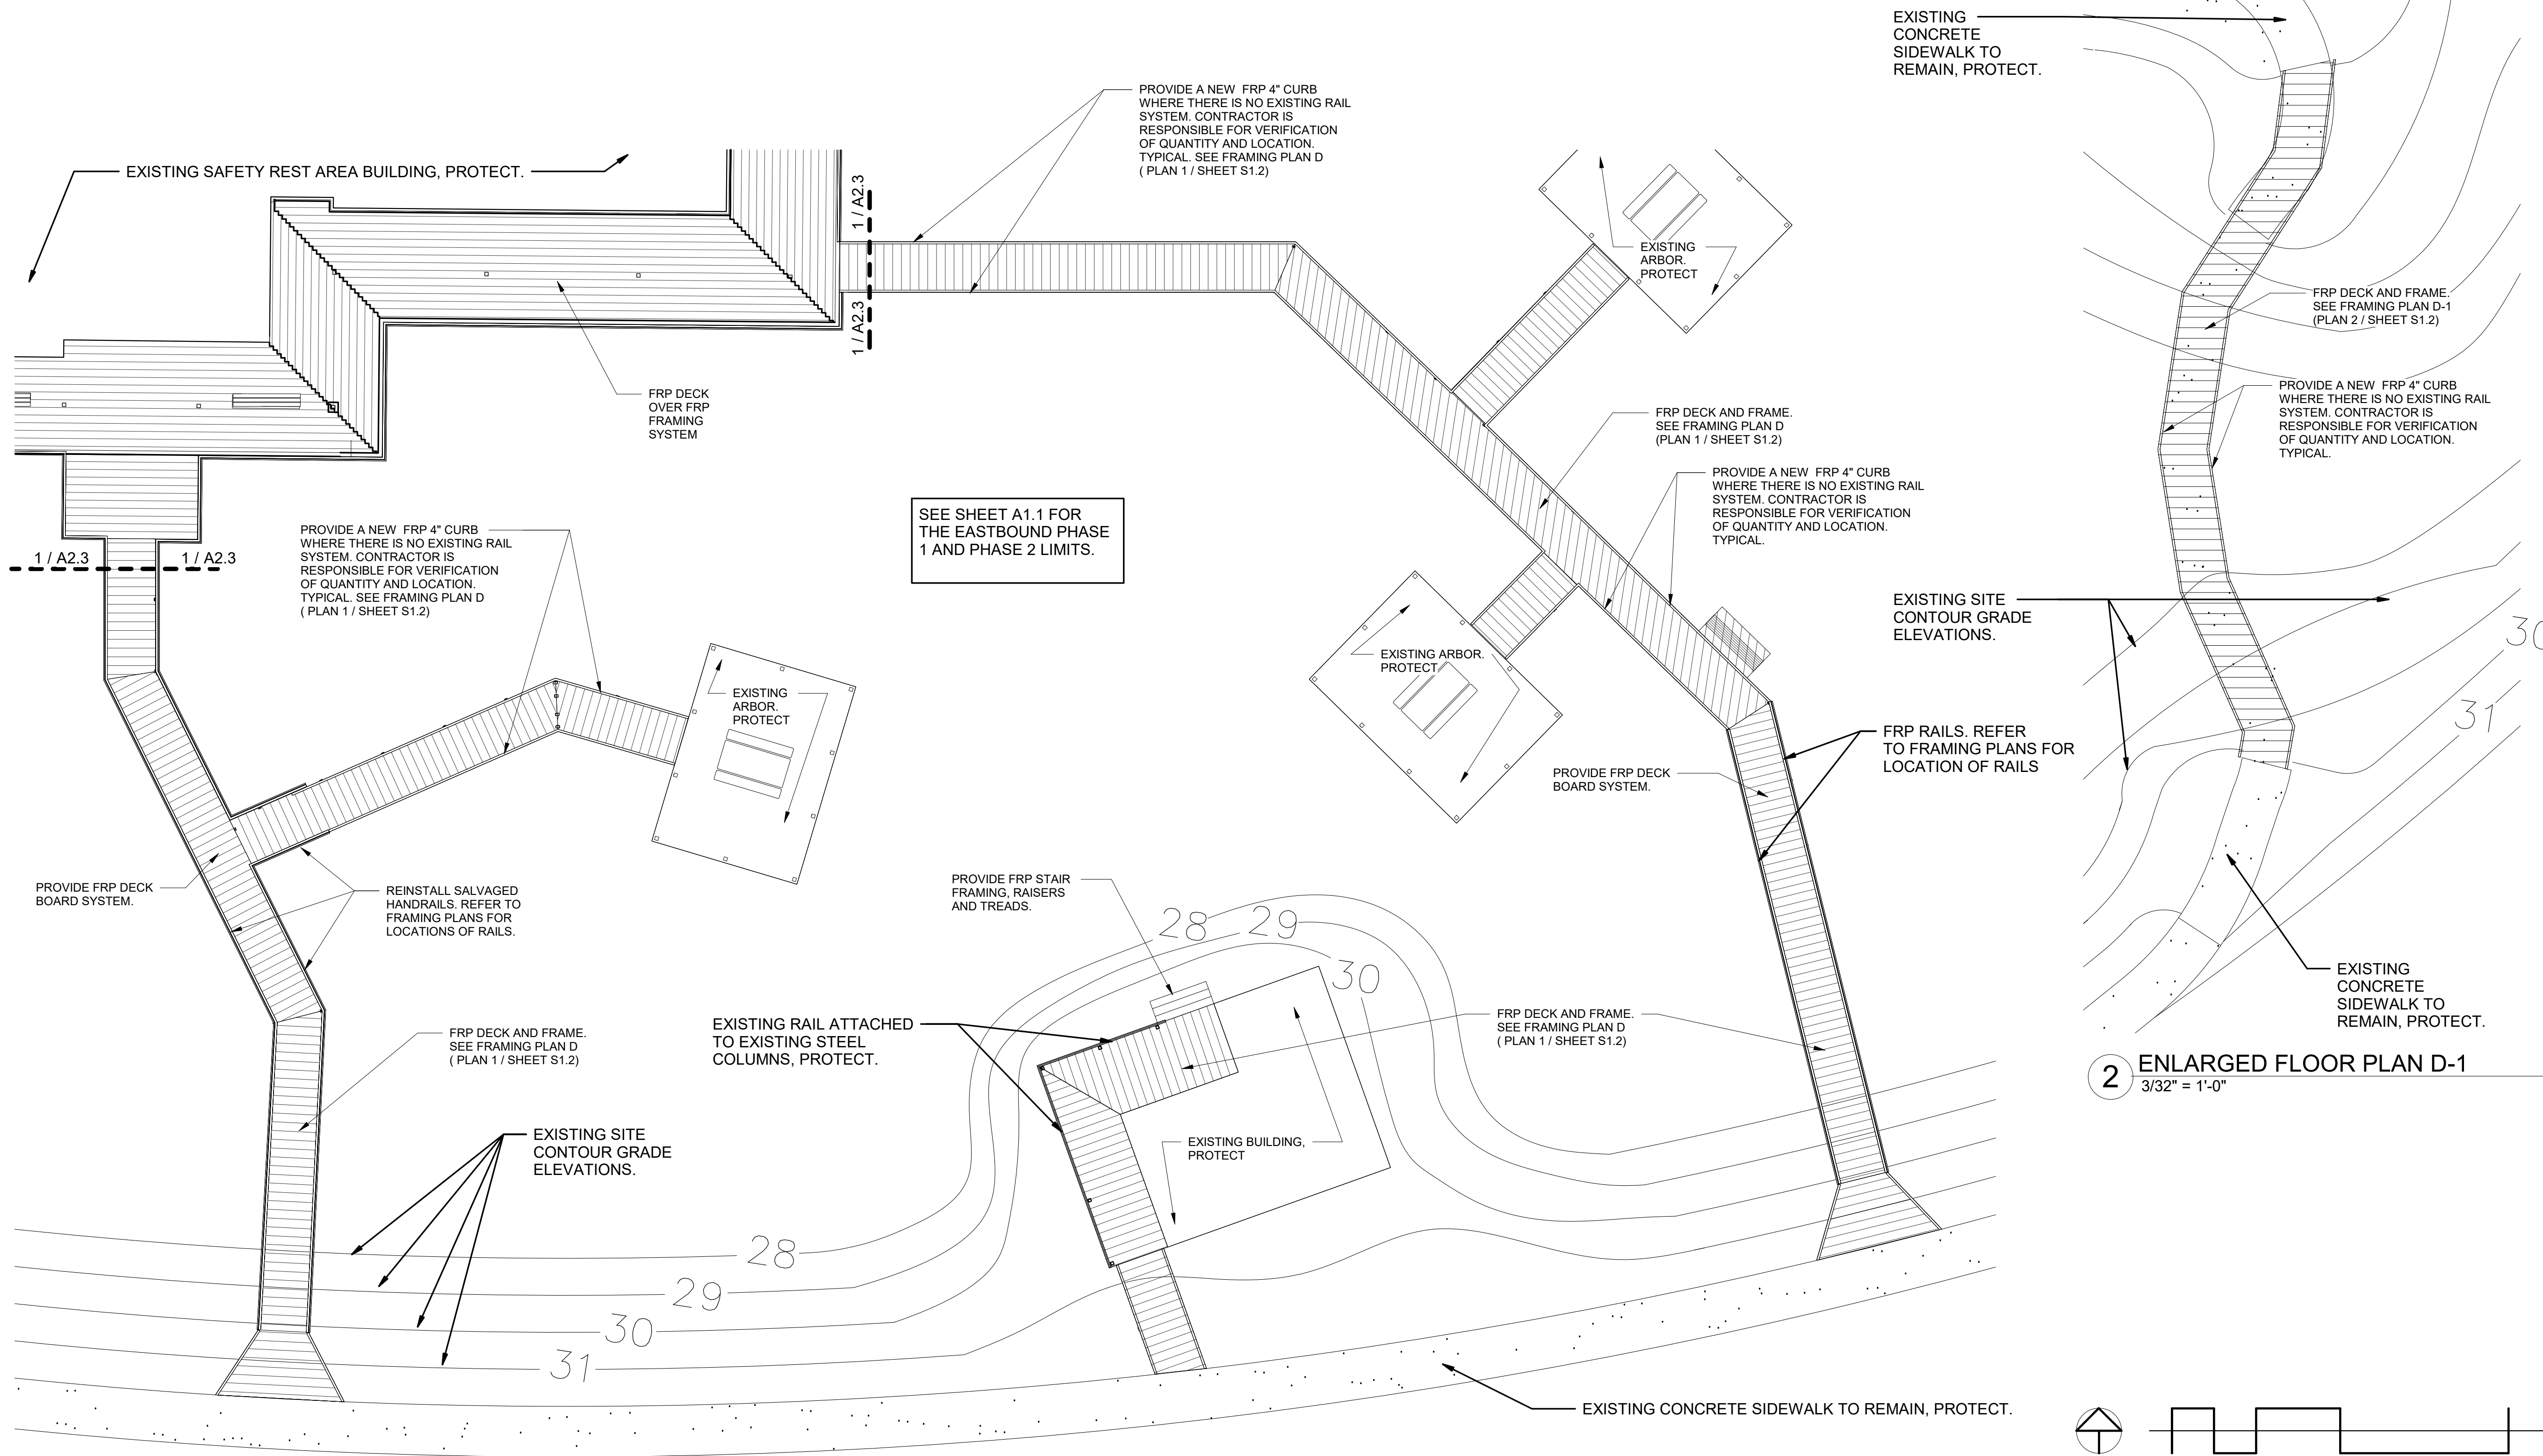 EXISTING
CONCRETE
SIDEWALK TO
REMAIN, PROTECT.
PROVIDE A NEW FRP 4" CURB
WHERE THERE IS NO EXISTING RAIL
SYSTEM. CONTRACTOR IS
RESPONSIBLE FOR VERIFICATION
OF QUANTITY AND LOCATION.
TYPICAL. SEE FRAMING PLAN D
( PLAN 1 / SHEET S1.2)
EXISTING SAFETY REST AREA BUILDING, PROTECT.
1 / A2.3
1 / A2.3
EXISTING
ARBOR.
PROTECT
FRP DECK AND FRAME.
SEE FRAMING PLAN D-1
(PLAN 2 / SHEET S1.2)
PROVIDE A NEW FRP 4" CURB
WHERE THERE IS NO EXISTING RAIL
SYSTEM. CONTRACTOR IS
RESPONSIBLE FOR VERIFICATION
OF QUANTITY AND LOCATION.
TYPICAL.
FRP DECK
OVER FRP
FRAMING
SYSTEM
FRP DECK AND FRAME.
SEE FRAMING PLAN D
(PLAN 1 / SHEET S1.2)
PROVIDE A NEW FRP 4" CURB
WHERE THERE IS NO EXISTING RAIL
SYSTEM. CONTRACTOR IS
RESPONSIBLE FOR VERIFICATION
OF QUANTITY AND LOCATION.
TYPICAL.
SEE SHEET A1.1 FOR
THE EASTBOUND PHASE
1 AND PHASE 2 LIMITS.
PROVIDE A NEW FRP 4" CURB
WHERE THERE IS NO EXISTING RAIL
SYSTEM. CONTRACTOR IS
RESPONSIBLE FOR VERIFICATION
OF QUANTITY AND LOCATION.
TYPICAL. SEE FRAMING PLAN D
( PLAN 1 / SHEET S1.2)
1 / A2.3
1 / A2.3
EXISTING SITE
CONTOUR GRADE
ELEVATIONS.
30
31
EXISTING ARBOR.
PROTECT
EXISTING
ARBOR.
PROTECT
FRP RAILS. REFER
TO FRAMING PLANS FOR
LOCATION OF RAILS
PROVIDE FRP DECK
BOARD SYSTEM.
PROVIDE FRP DECK
BOARD SYSTEM.
REINSTALL SALVAGED
HANDRAILS. REFER TO
FRAMING PLANS FOR
LOCATIONS OF RAILS.
PROVIDE FRP STAIR
FRAMING, RAISERS
AND TREADS.
28
29
30
EXISTING
CONCRETE
SIDEWALK TO
REMAIN, PROTECT.
EXISTING RAIL ATTACHED
TO EXISTING STEEL
COLUMNS, PROTECT.
FRP DECK AND FRAME.
SEE FRAMING PLAN D
( PLAN 1 / SHEET S1.2)
FRP DECK AND FRAME.
SEE FRAMING PLAN D
( PLAN 1 / SHEET S1.2)
2
ENLARGED FLOOR PLAN D-1
3/32" = 1'-0"
EXISTING SITE
CONTOUR GRADE
ELEVATIONS.
EXISTING BUILDING,
PROTECT
28
29
30
31
EXISTING CONCRETE SIDEWALK TO REMAIN, PROTECT.